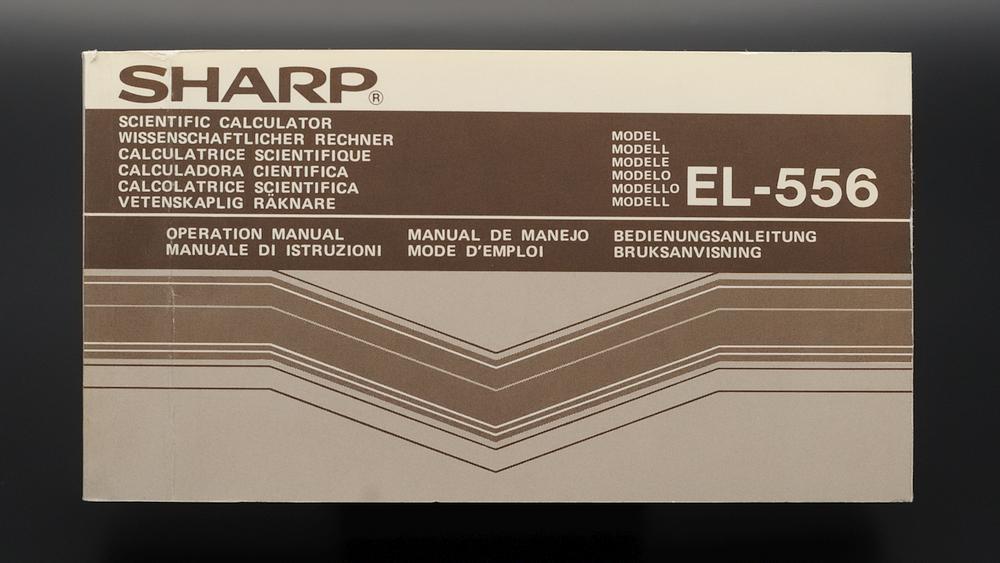 SHARP®
SCIENTIFIC CALCULATOR
WISSENSCHAFTLICHER RECHNER
CALCULATRICE SCIENTIFIQUE
CALCULADORA CIENTIFICA
CALCOLATRICE SCIENTIFICA
VETENSKAPLIG RÄKNARE
MODEL
MODELL
MODELE
MODELO
MODELLO
MODELL
EL-556
OPERATION MANUAL
MANUALE DI ISTRUZIONI
MANUAL DE MANEJO
MODE D'EMPLOI
BEDIENUNGSANLEITUNG
BRUKSANVISNING